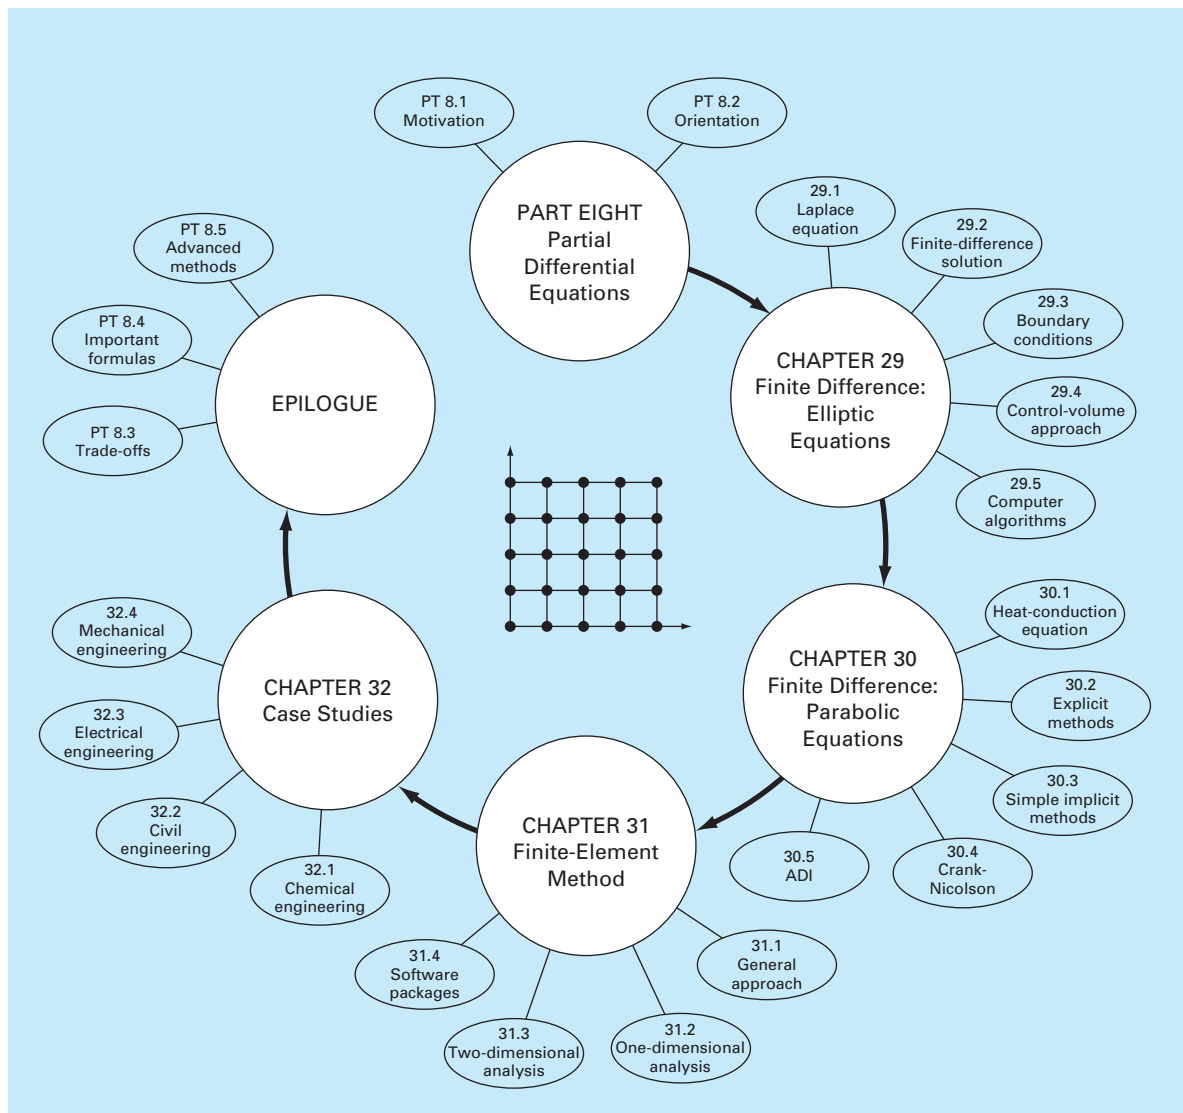 PT 8.1
Motivation
PT 8.2
Orientation
PART EIGHT
Partial
Differential
Equations
29.1
Laplace
equation
29.2
Finite-difference
solution
29.3
Boundary
conditions
29.4
Control-volume
approach
29.5
Computer
algorithms
CHAPTER 29
Finite Difference:
Elliptic
Equations
30.1
Heat-conduction
equation
30.2
Explicit
methods
30.3
Simple implicit
methods
30.4
Crank-
Nicolson
30.5
ADI
CHAPTER 30
Finite Difference:
Parabolic
Equations
31.1
General
approach
31.2
One-dimensional
analysis
31.3
Two-dimensional
analysis
31.4
Software
packages
CHAPTER 31
Finite-Element
Method
32.1
Chemical
engineering
32.2
Civil
engineering
32.3
Electrical
engineering
32.4
Mechanical
engineering
CHAPTER 32
Case Studies
PT 8.3
Trade-offs
PT 8.4
Important
formulas
PT 8.5
Advanced
methods
EPILOGUE